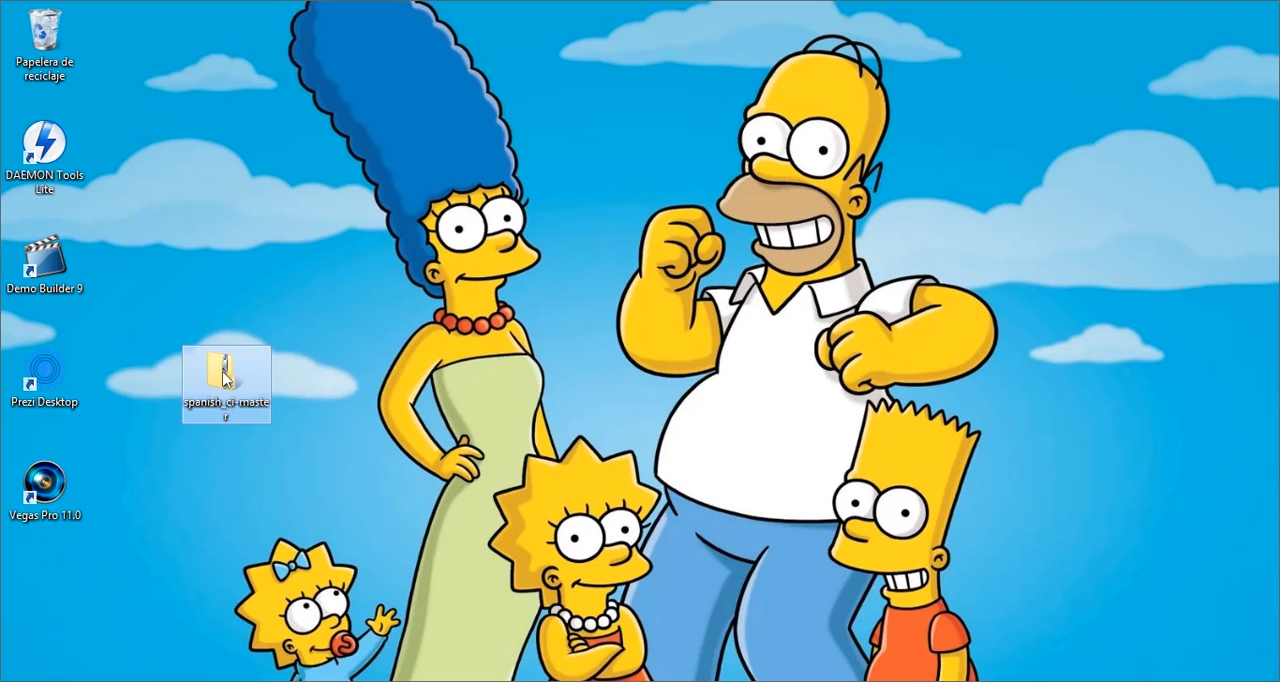 Papelera de
reciclaje
DAEMON Tools
Lite
Demo Builder 9
Prezi Desktop
spanish_ci-maste
r
Vegas Pro 11.0